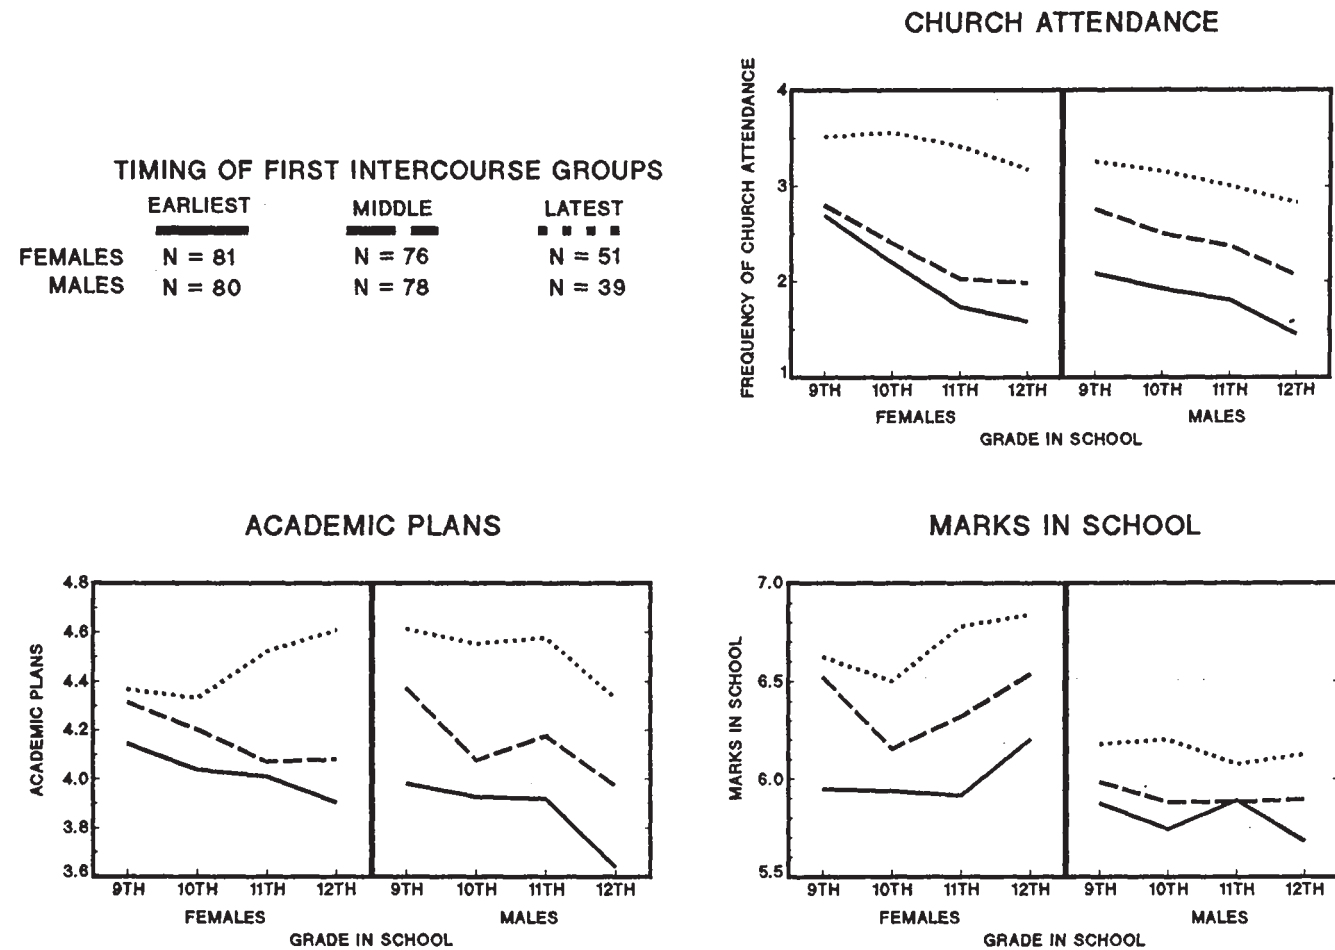 CHURCH ATTENDANCE
TIMING OF FIRST INTERCOURSE GROUPS
EARLIEST MIDDLE LATEST
FEMALES N = 81 N = 76 N = 51
MALES N = 80 N = 78 N = 39
FREQUENCY OF CHURCH ATTENDANCE
4
3
2
1
9TH 10TH 11TH 12TH 9TH 10TH 11TH 12TH
FEMALES MALES
GRADE IN SCHOOL
ACADEMIC PLANS
ACADEMIC PLANS
4.8
4.6
4.4
4.2
4.0
3.8
3.6
9TH 10TH 11TH 12TH 9TH 10TH 11TH 12TH
FEMALES MALES
GRADE IN SCHOOL
MARKS IN SCHOOL
MARKS IN SCHOOL
7.0
6.5
6.0
5.5
9TH 10TH 11TH 12TH 9TH 10TH 11TH 12TH
FEMALES MALES
GRADE IN SCHOOL